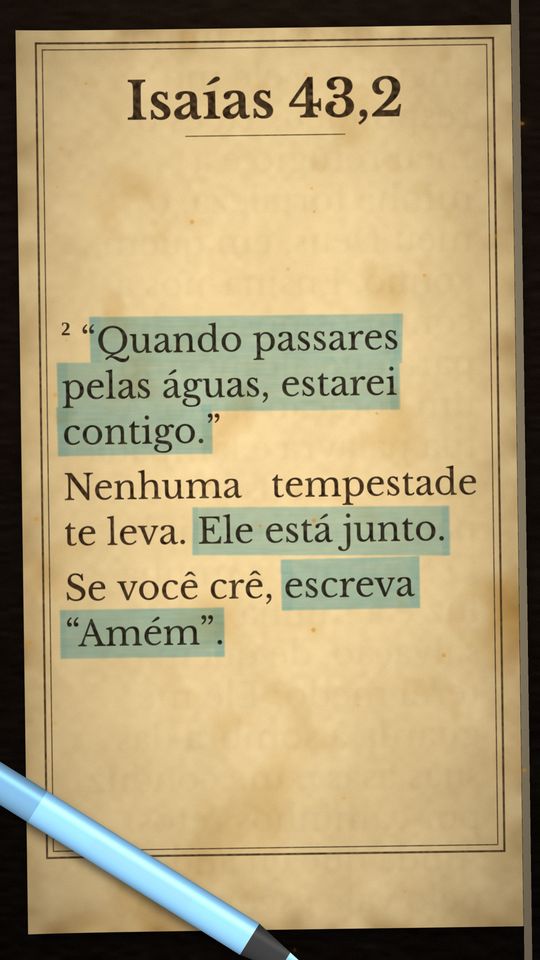 Isaías 43,2
² “Quando passares
pelas águas, estarei
contigo.”
Nenhuma tempestade
te leva. Ele está junto.
Se você crê, escreva
“Amém”.